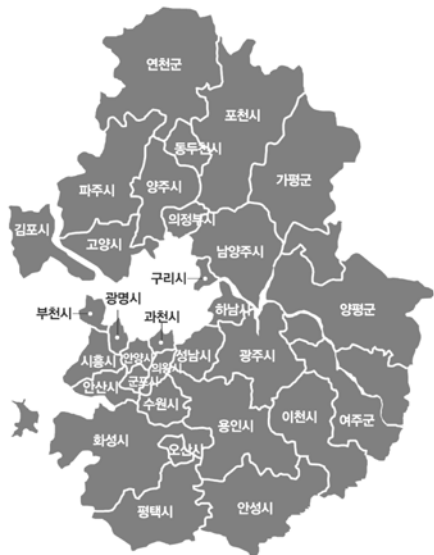 연천군
포천시
동두천시
가평군
파주시
양주시
의정부시
김포시
고양시
남양주시
구리시
광명시
양평군
부천시
과천시
하남시
시흥시
안양시
의왕시
성남시
광주시
안산시
군포시
수원시
용인시
이천시
여주군
화성시
오산시
평택시
안성시